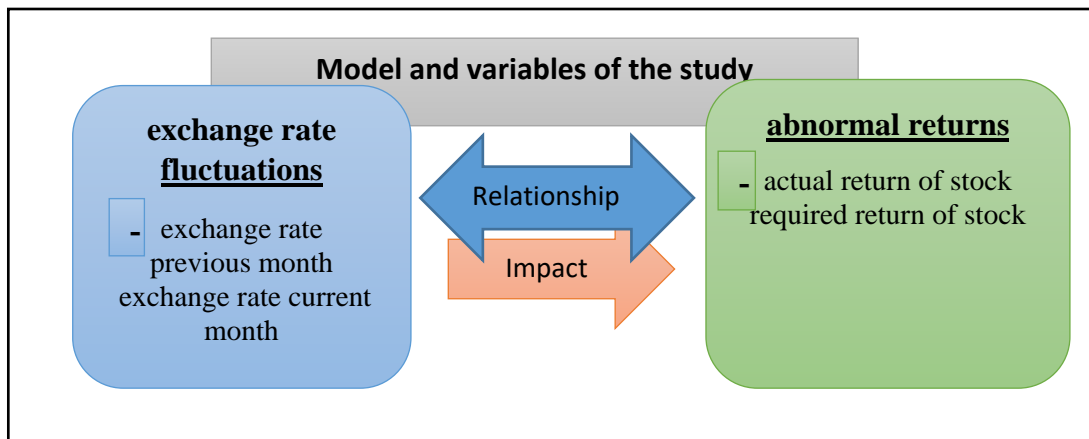 Model and variables of the study
exchange rate
fluctuations
- exchange rate
previous month
exchange rate current
month
Relationship
Impact
abnormal returns
- actual return of stock
required return of stock